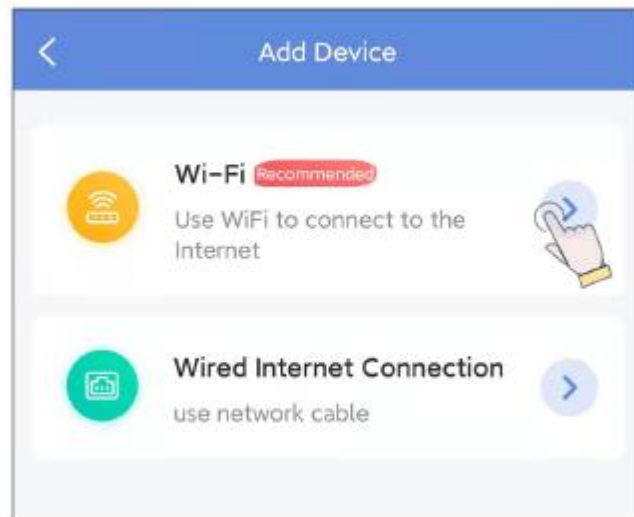 Add Device
Wi-Fi Recommended
Use WiFi to connect to the
Internet
Wired Internet Connection
use network cable